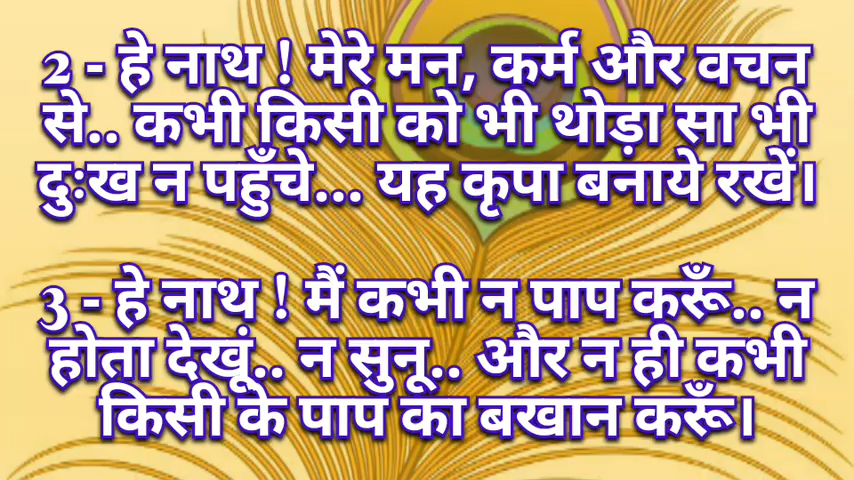 2 - हे नाथ ! मेरे मन, कर्म और वचन
से.. कभी किसी को भी थोड़ा सा भी
दुःख न पहुँचे... यह कृपा बनाये रखें।
3 - हे नाथ ! मैं कभी न पाप करूँ.. न
होता देखूं.. न सुनू.. और न ही कभी
किसी के पाप का बखान करूँ।